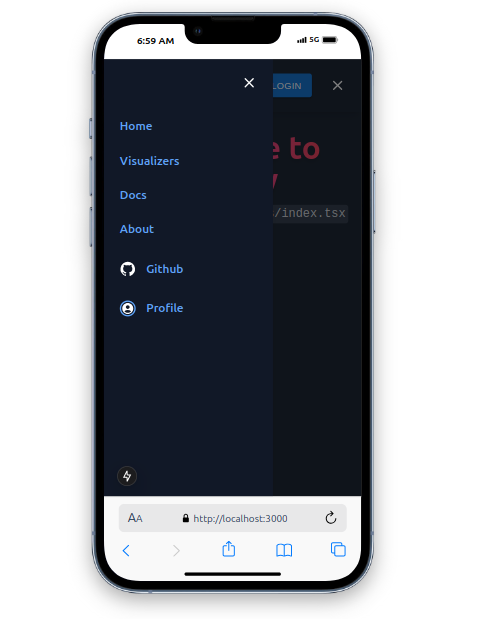 6:59 AM
5G
LOGIN
Home
e to
Visualizers
Docs
/index.tsx
About
Github
Profile
AA
http://localhost:3000